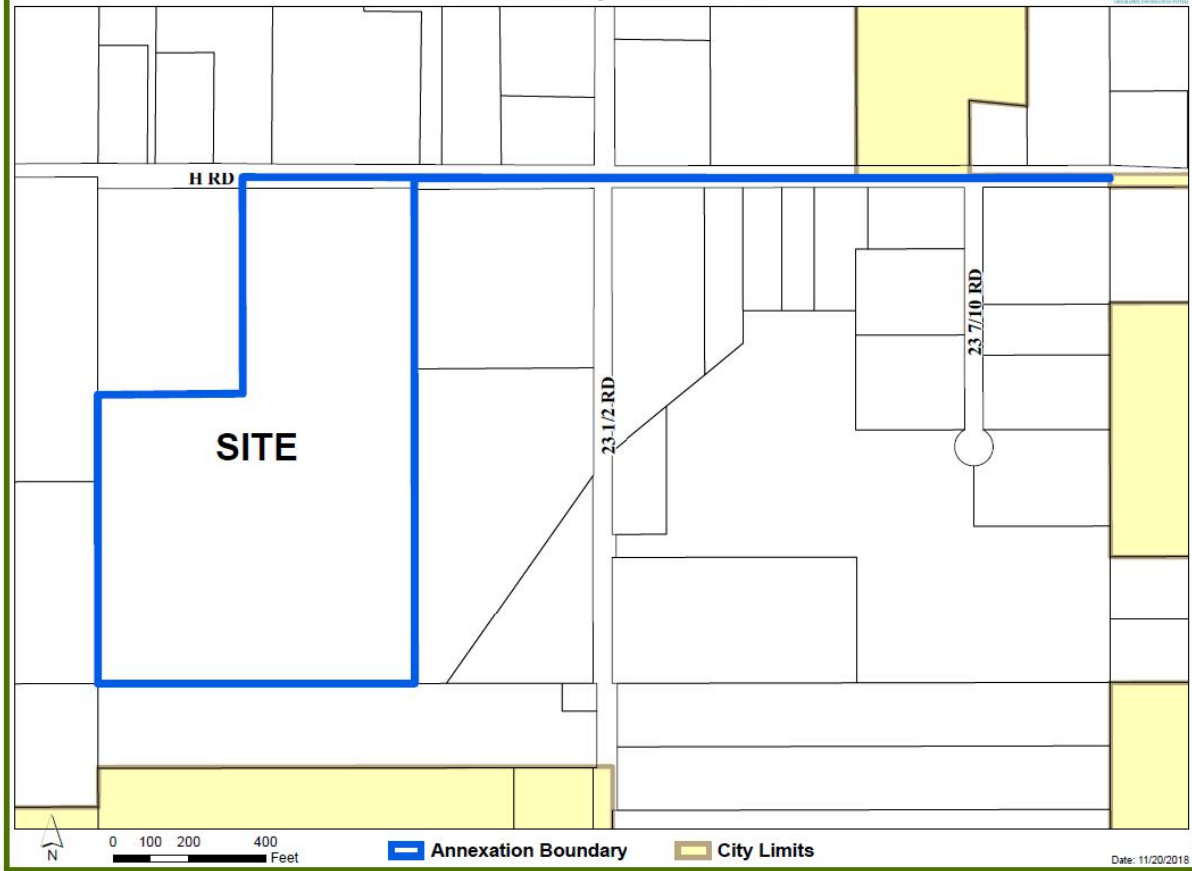 H RD
23 7/10 RD
23 1/2 RD
SITE
N
0 100 200 400
Feet
Annexation Boundary
City Limits
Date: 11/20/2018